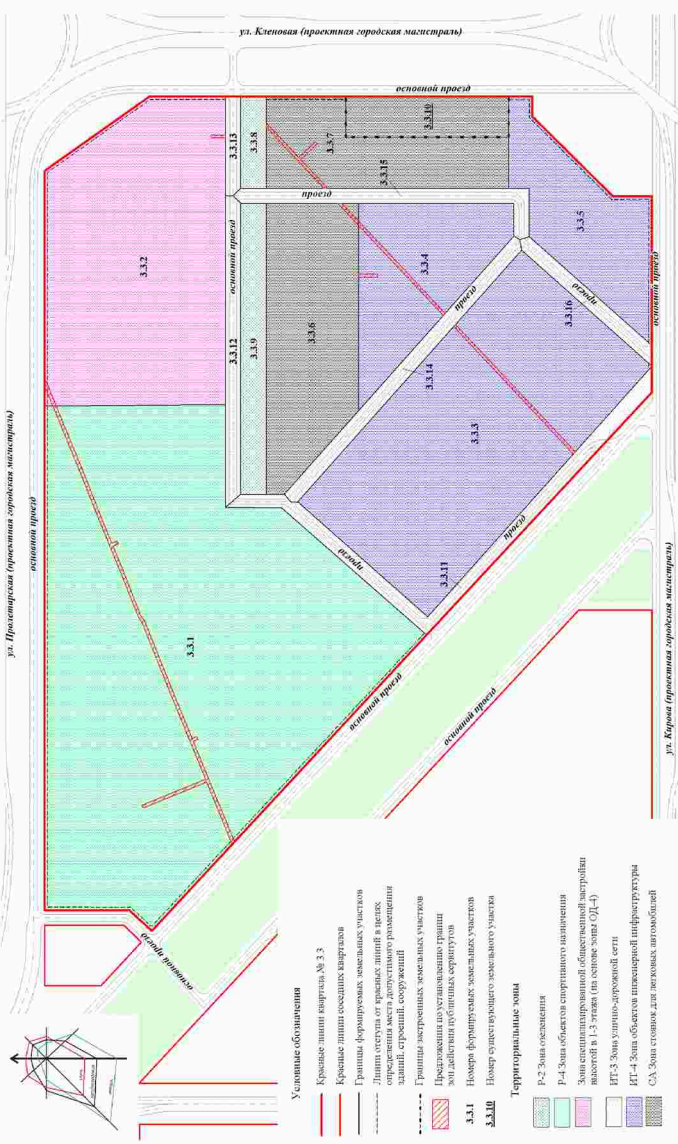 ул. Кленовая (проектная городская магистраль)
основной проезд
3.3.10
3.3.13
3.3.8
3.3.7
3.3.15
проезд
3.3.5
3.3.2
основной проезд
3.3.4
3.3.12
3.3.9
3.3.6
проезд
проезд
3.3.16
основной проезд
3.3.14
3.3.3
ул. Пролетарская (проектная городская магистраль)
основной проезд
проезд
3.3.11
проезд
3.3.1
основной проезд
основной проезд
ул. Кирова (проектная городская магистраль)
основной проезд
Условные обозначения
Красные линии квартала № 3.3
Красные линии соседних кварталов
Границы формируемых земельных участков
Линии отступа от красных линий в целях
определения места допустимого размещения
зданий, строений, сооружений
Границы застроенных земельных участков
Предложения по установлению границ
зон действия публичных сервитутов
3.3.1 Номера формируемых земельных участков
3.3.10 Номер существующего земельного участка
Территориальные зоны
Р-2 Зона озеленения
Р-4 Зона объектов спортивного назначения
Зона специализированной общественной застройки
высотой в 1-3 этажа (на основе зоны ОД-4)
ИТ-3 Зона улично-дорожной сети
ИТ-4 Зона объектов инженерной инфраструктуры
СА Зона стоянок для легковых автомобилей